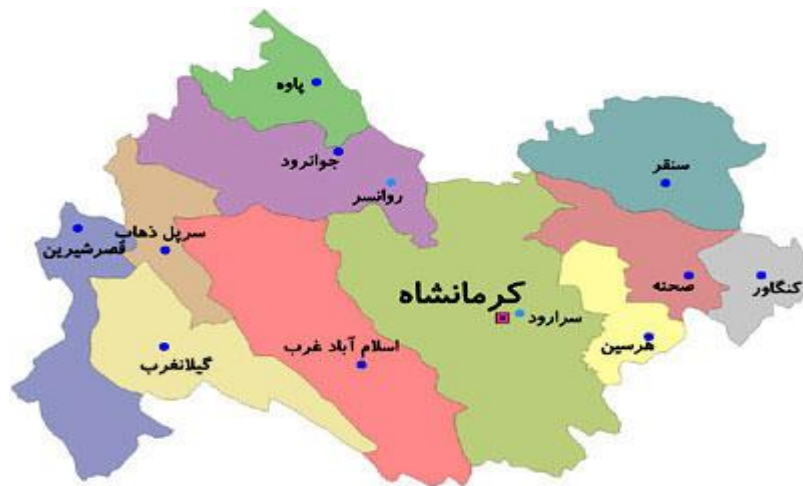 پاوه
جوانرود
روانسر
سنقر
سرپل ذهاب
قصرشیرین
کرمانشاه
صحنه
کنگاور
سرارود
هرسین
اسلام آباد غرب
گیلانغرب